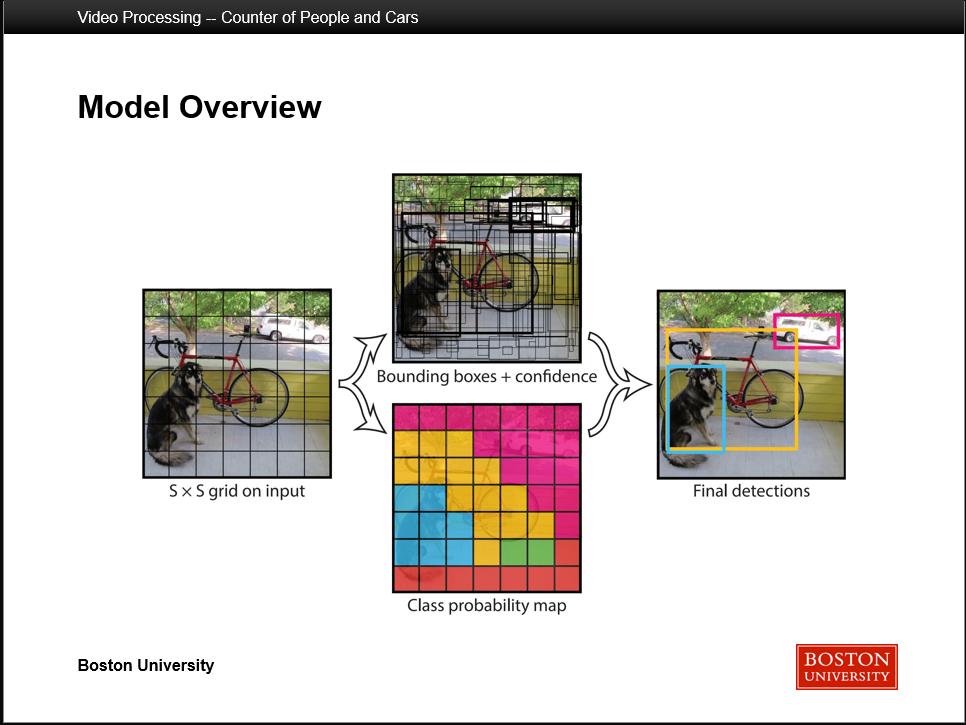 Video Processing -- Counter of People and Cars
Model Overview
Bounding boxes + confidence
S × S grid on input
Final detections
Class probability map
Boston University
BOSTON
UNIVERSITY